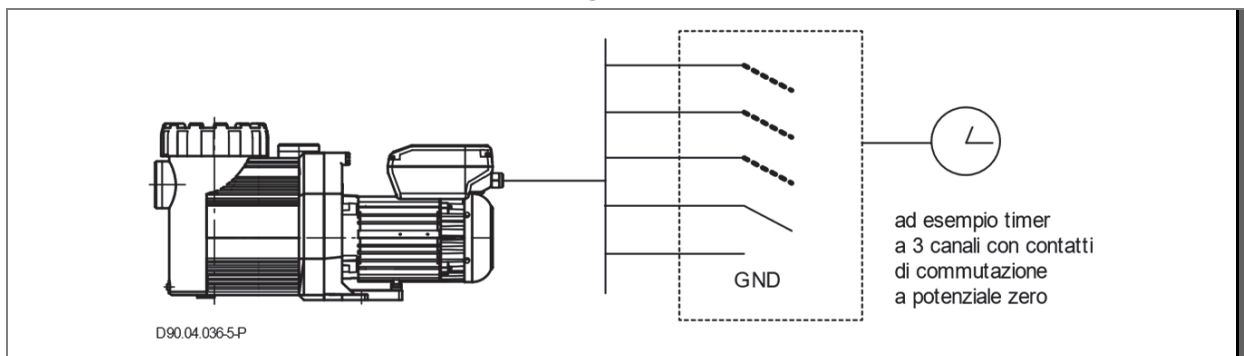 GND
ad esempio timer
a 3 canali con contatti
di commutazione
a potenziale zero
D90.04.036-5-P